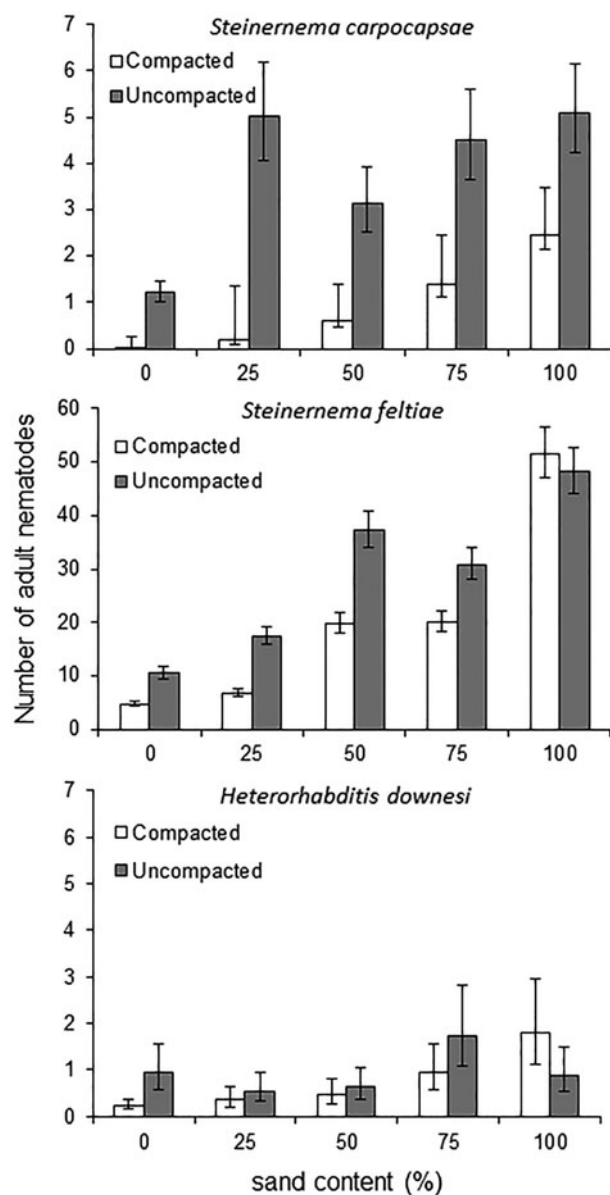 Steinernema carpocapsae
Compacted
Uncompacted
7
6
5
4
3
2
1
0
0 25 50 75 100
Steinernema feltiae
Compacted
Uncompacted
60
50
40
30
20
10
0
0 25 50 75 100
Number of adult nematodes
Heterorhabditis downesi
Compacted
Uncompacted
7
6
5
4
3
2
1
0
0 25 50 75 100
sand content (%)